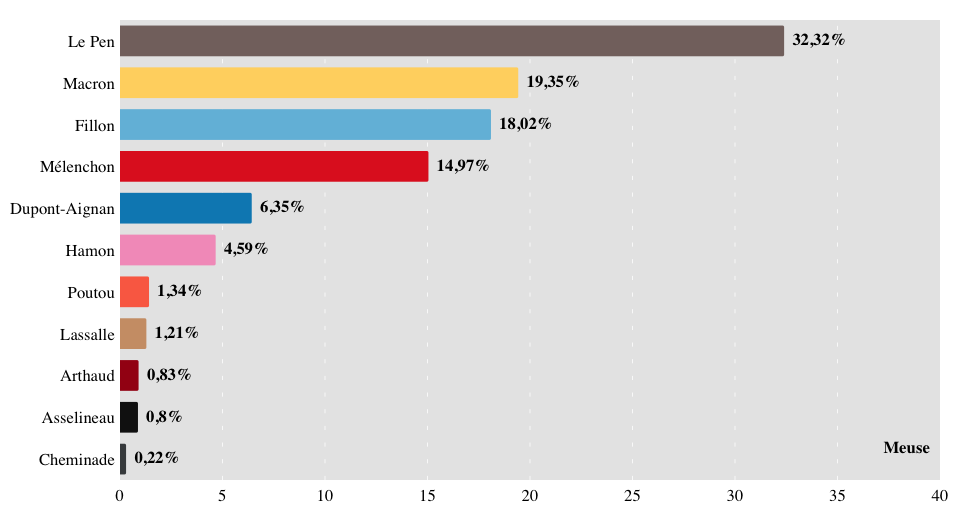 Le Pen 32,32%
Macron 19,35%
Fillon 18,02%
Mélenchon 14,97%
Dupont-Aignan 6,35%
Hamon 4,59%
Poutou 1,34%
Lassalle 1,21%
Arthaud 0,83%
Asselineau 0,8%
Meuse
Cheminade 0,22%
0 5 10 15 20 25 30 35 40